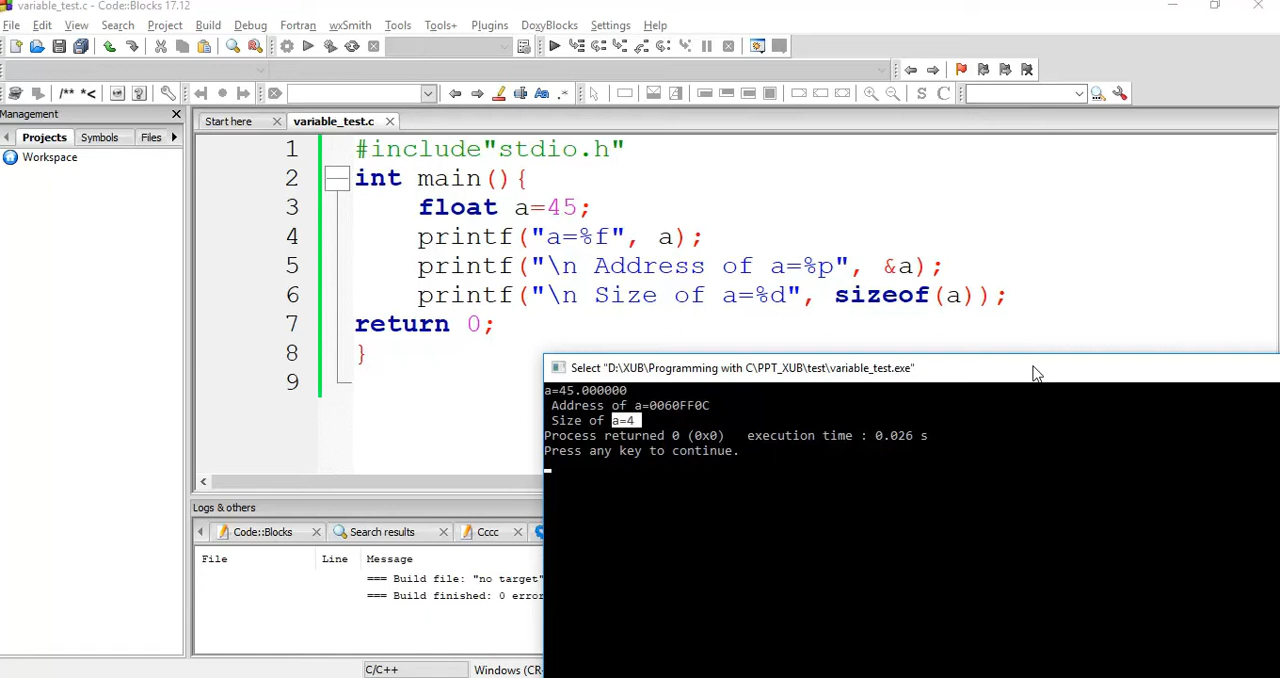 variable_test.c - Code::Blocks 17.12
File Edit View Search Project Build Debug Fortran wxSmith Tools Tools+ Plugins DoxyBlocks Settings Help
/** *< S C
Management
Projects Symbols Files
Workspace
Start here variable_test.c
1 #include"stdio.h"
2 int main(){
3 float a=45;
4 printf("a=%f", a);
5 printf("\n Address of a=%p", &a);
6 printf("\n Size of a=%d", sizeof(a));
7 return 0;
8 }
9
Select "D:\XUB\Programming with C\PPT_XUB\test\variable_test.exe"
a=45.000000
Address of a=0060FF0C
Size of a=4
Process returned 0 (0x0) execution time : 0.026 s
Press any key to continue.
Logs & others
Code::Blocks Search results Cccc
File Line Message
=== Build file: "no target"
=== Build finished: 0 error
C/C++ Windows (CR